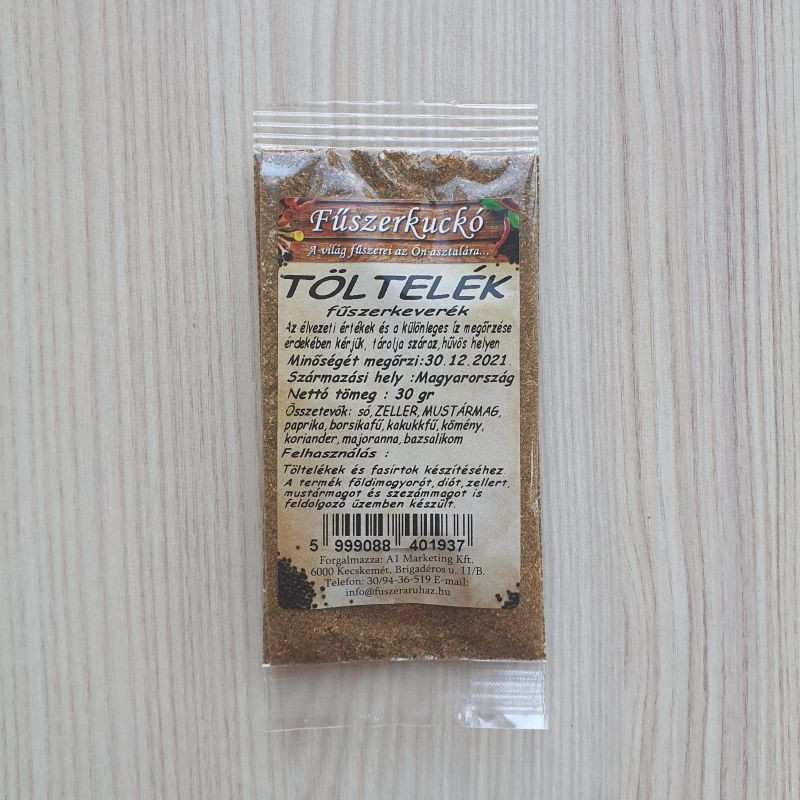 Fűszerkuckó
A világ fűszerei az Ön asztalára...
TÖLTELÉK
fűszerkeverék
Az élvezeti értékek és a különleges íz megőrzése
érdekében kérjük, tárolja száraz,hűvös helyen
Minőségét megőrzi:30.12.2021.
Származási hely :Magyarország
Nettó tömeg : 30 gr
Összetevők: só,ZELLER,MUSTÁRMAG,
paprika,borsikafű,kakukkfű,kömény,
koriander,majoranna,bazsalikom
Felhasználás :
Töltelékek és fasírtok készítéséhez.
A termék földimogyorót,diót,zellert,
mustármagot és szezámmagot is
feldolgozó üzemben készült.
5 999088 401937
Forgalmazza: A1 Marketing Kft.
6000 Kecskemét, Brigadéros u. 11/B.
Telefon: 30/94-36-519 E-mail:
info@fuszeraruhaz.hu